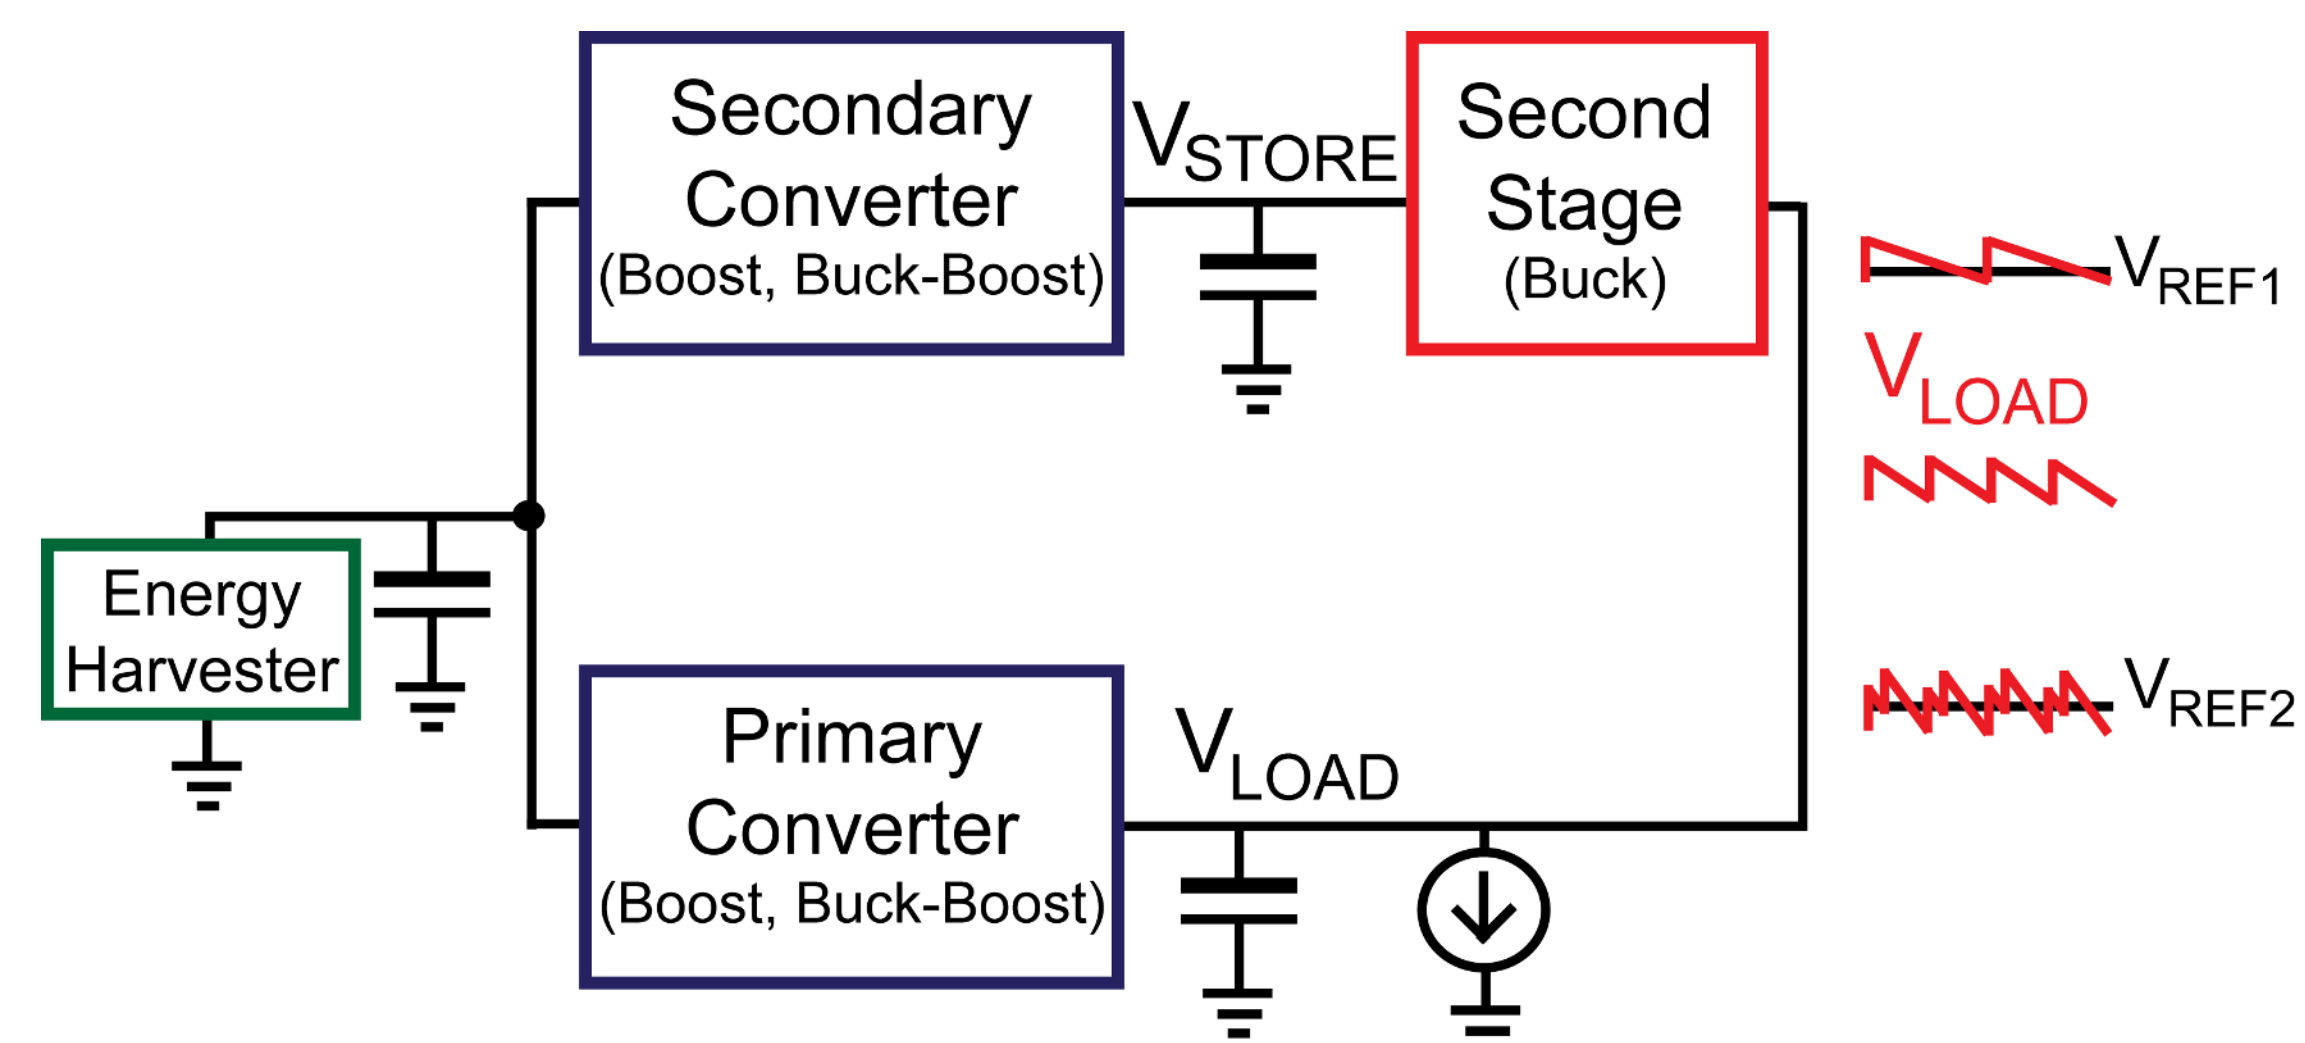 Secondary
Converter
(Boost, Buck-Boost)
VSTORE
Second
Stage
(Buck)
VREF1
VLOAD
Energy
Harvester
Primary
Converter
(Boost, Buck-Boost)
VLOAD
VREF2